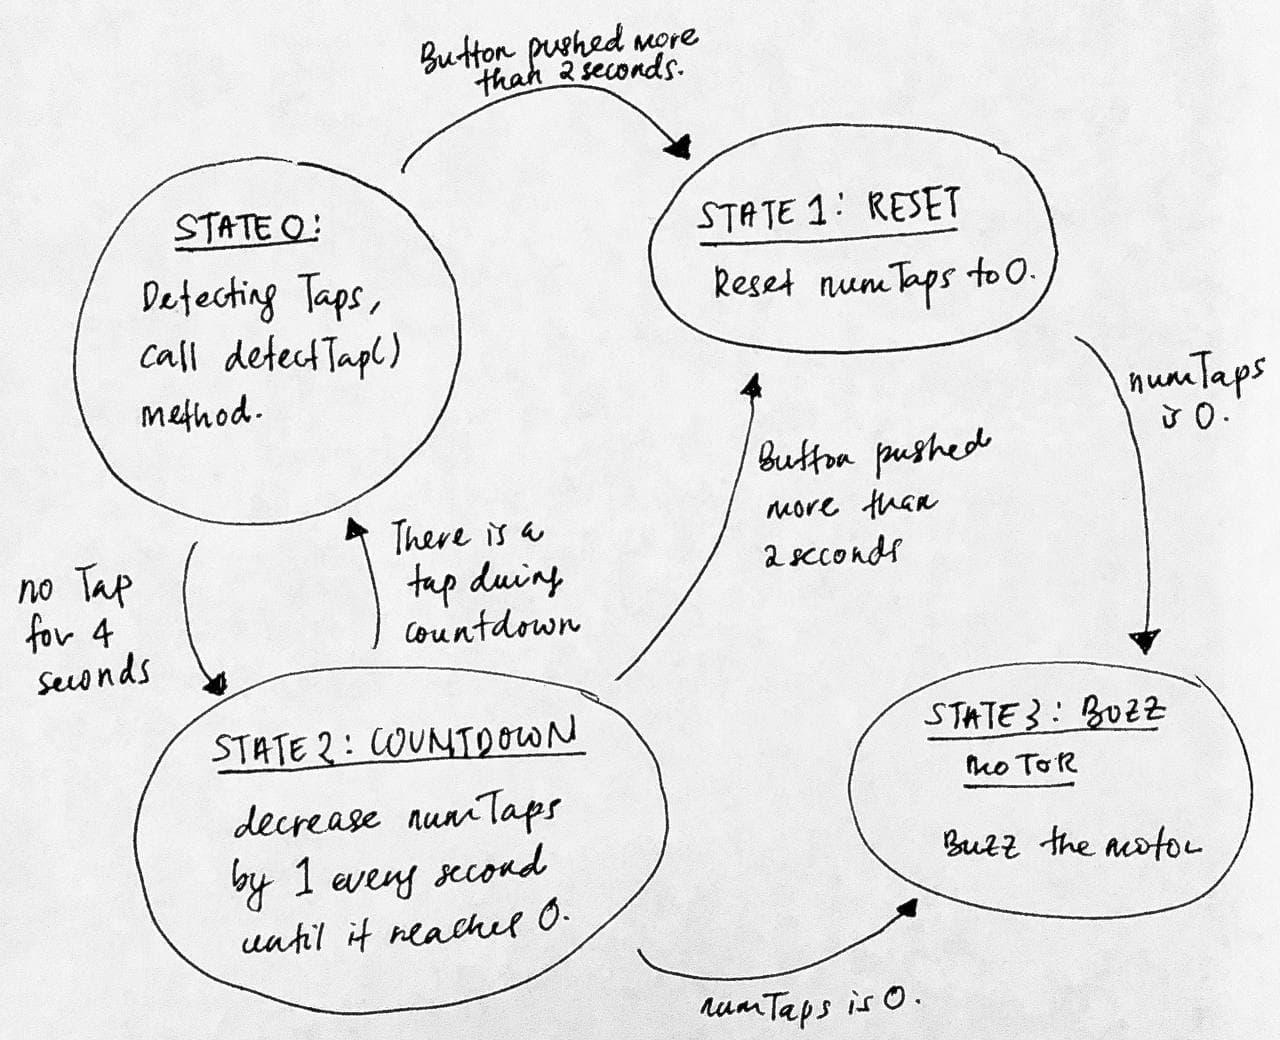 Button pushed more
than 2 seconds.
STATE 0:
Detecting Taps,
call detectTap()
method.
STATE 1: RESET
Reset numTaps to 0.
numTaps
is 0.
Button pushed
more than
2 seconds
There is a
tap during
countdown
no Tap
for 4
seconds
STATE 2: COUNTDOWN
decrease numTaps
by 1 every second
until it reaches 0.
STATE 3: BUZZ
MOTOR
Buzz the motor
numTaps is 0.